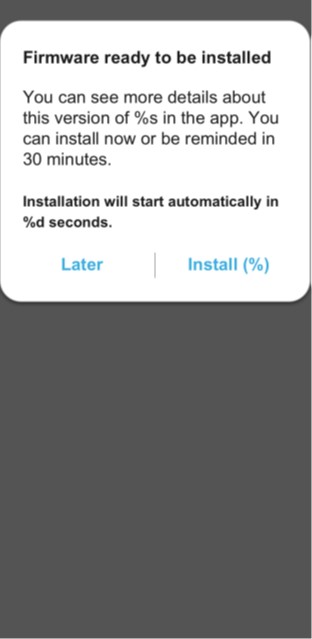 Firmware ready to be installed
You can see more details about
this version of %s in the app. You
can install now or be reminded in
30 minutes.
Installation will start automatically in
%d seconds.
Later
Install (%)